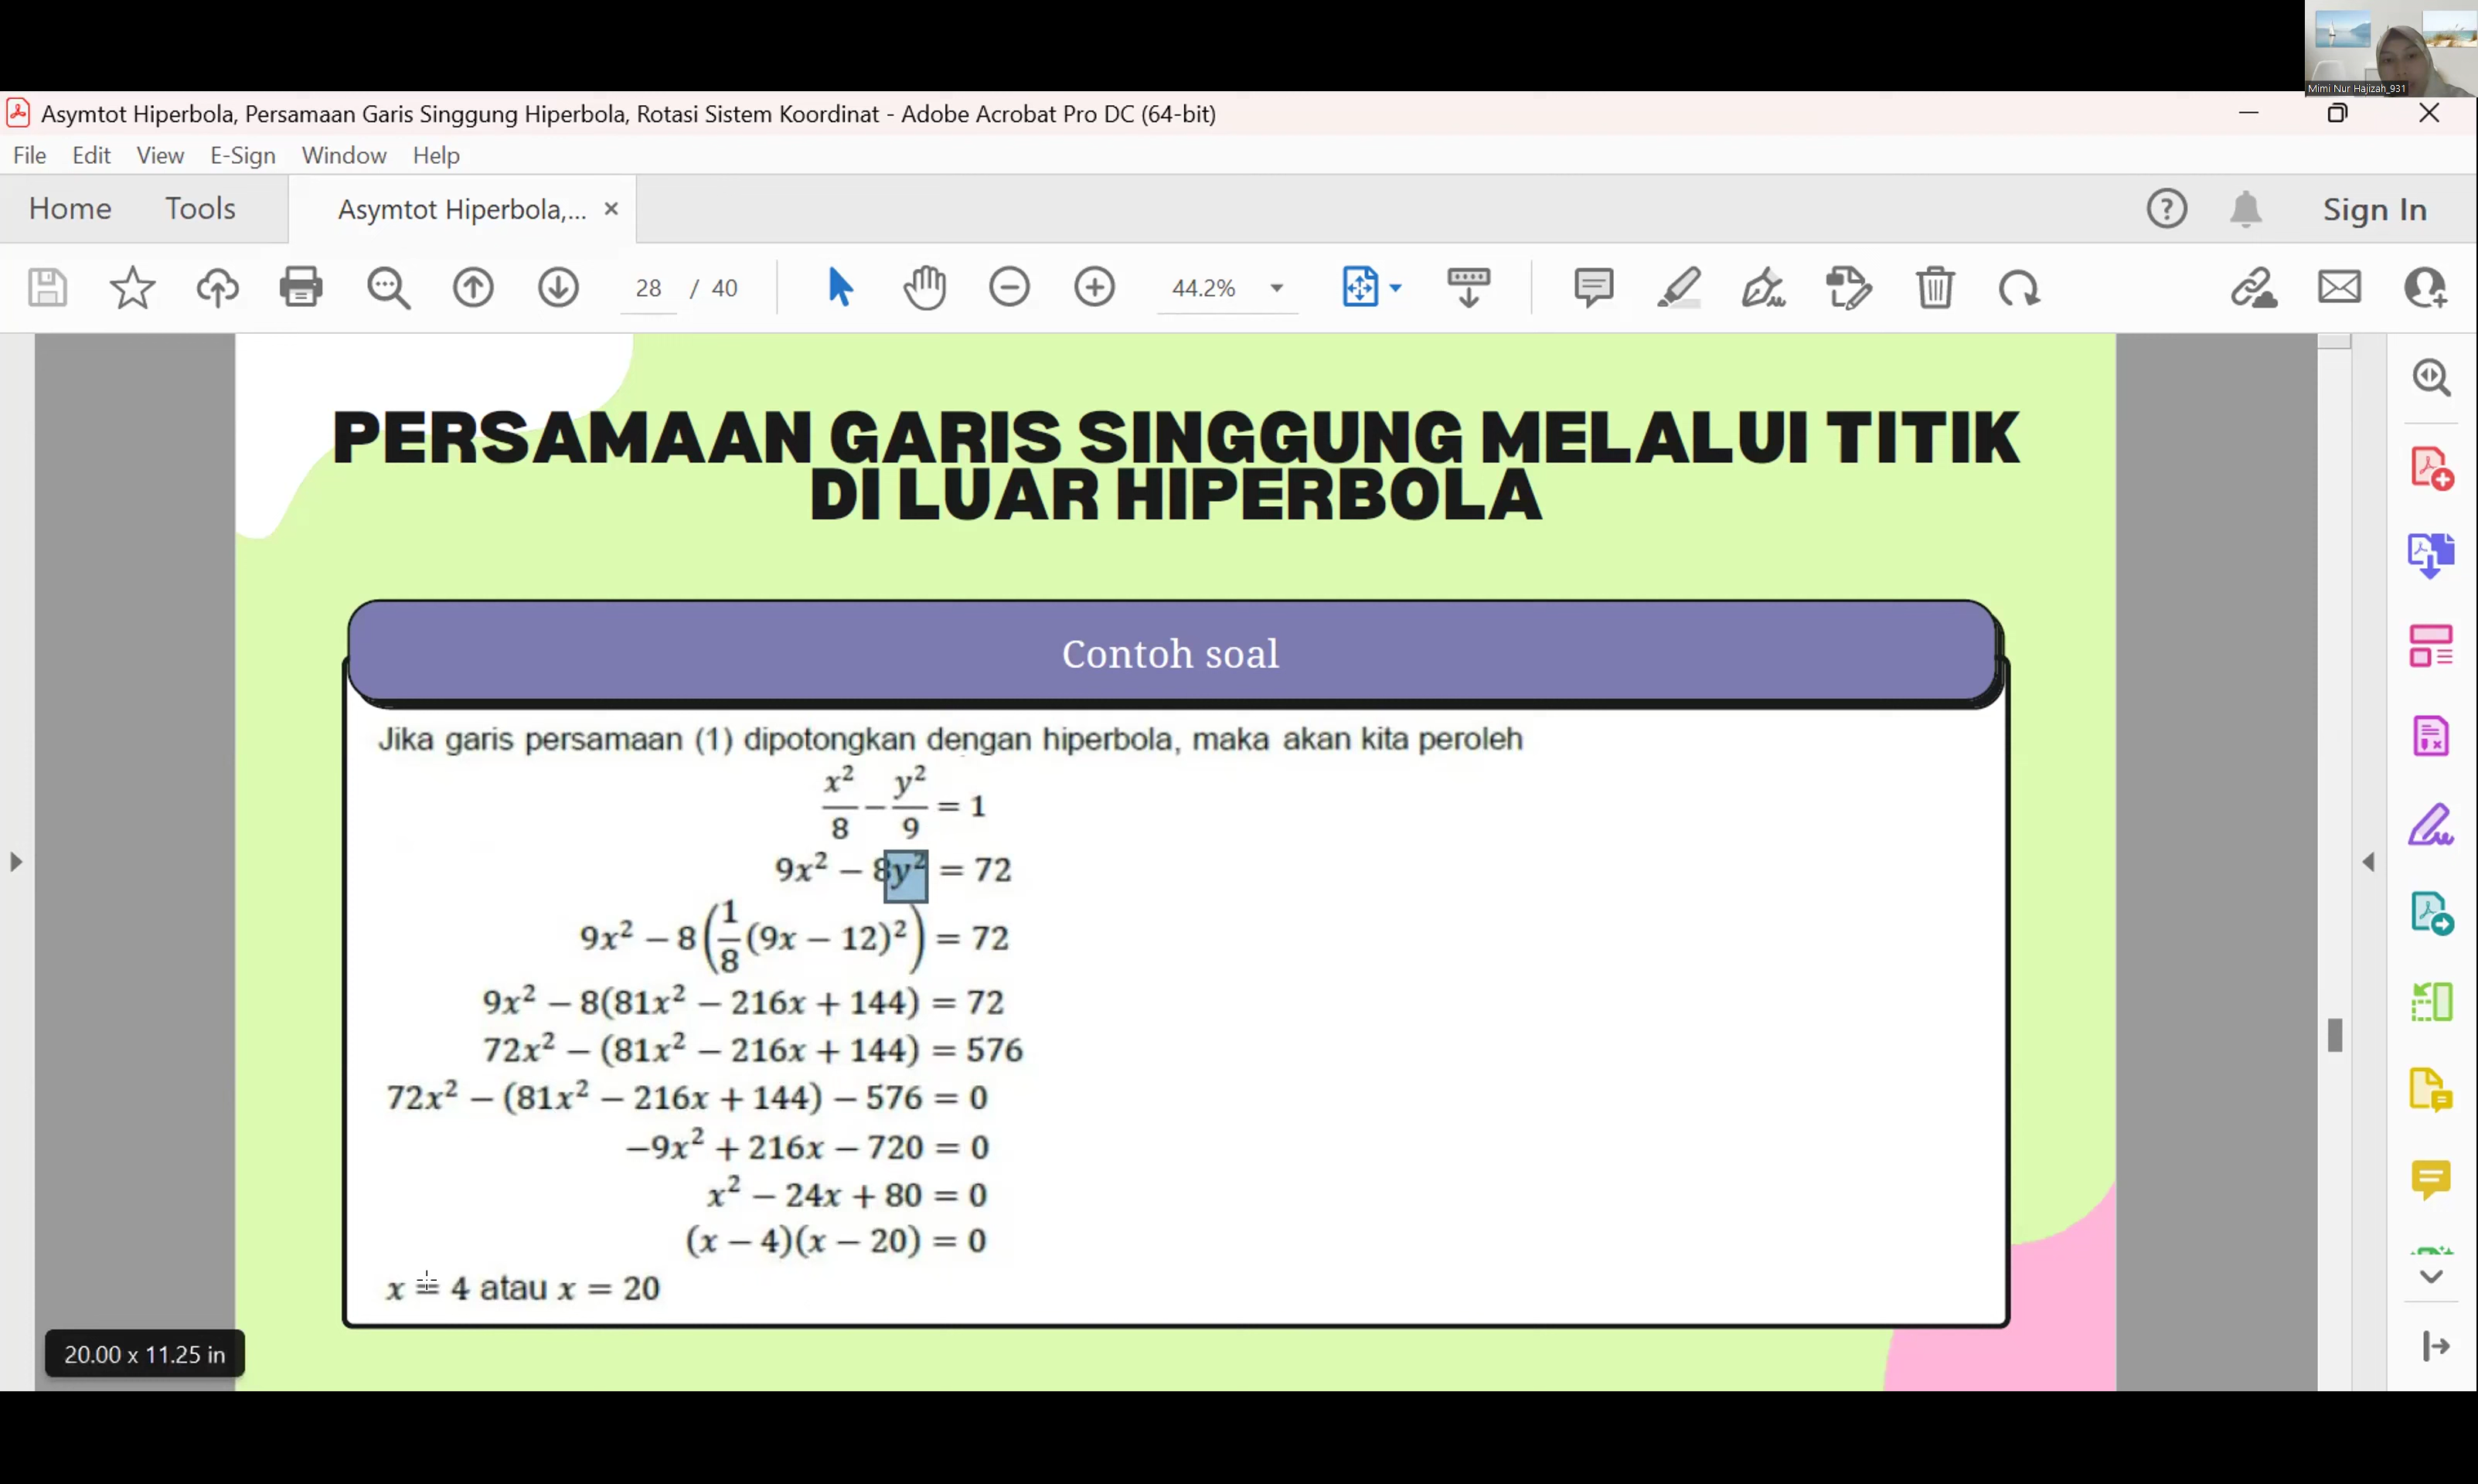 Mimi Nur Hajizah_931
Asymtot Hiperbola, Persamaan Garis Singgung Hiperbola, Rotasi Sistem Koordinat - Adobe Acrobat Pro DC (64-bit)
File Edit View E-Sign Window Help
Home Tools Asymtot Hiperbola,... × Sign In
28 / 40 44.2%
PERSAMAAN GARIS SINGGUNG MELALUI TITIK
DI LUAR HIPERBOLA
Contoh soal
Jika garis persamaan (1) dipotongkan dengan hiperbola, maka akan kita peroleh
x²/8 − y²/9 = 1
9x² − 8y² = 72
9x² − 8(1/8(9x − 12)²) = 72
9x² − 8(81x² − 216x + 144) = 72
72x² − (81x² − 216x + 144) = 576
72x² − (81x² − 216x + 144) − 576 = 0
−9x² + 216x − 720 = 0
x² − 24x + 80 = 0
(x − 4)(x − 20) = 0
x = 4 atau x = 20
20.00 x 11.25 in